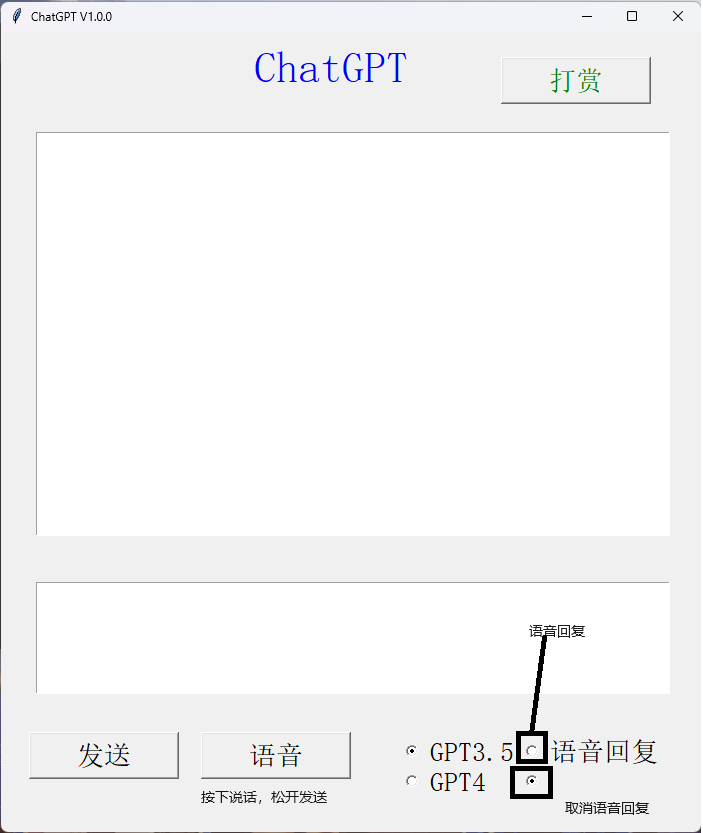 ChatGPT V1.0.0
ChatGPT
打赏
语音回复
发送
语音
GPT3.5
语音回复
GPT4
按下说话，松开发送
取消语音回复